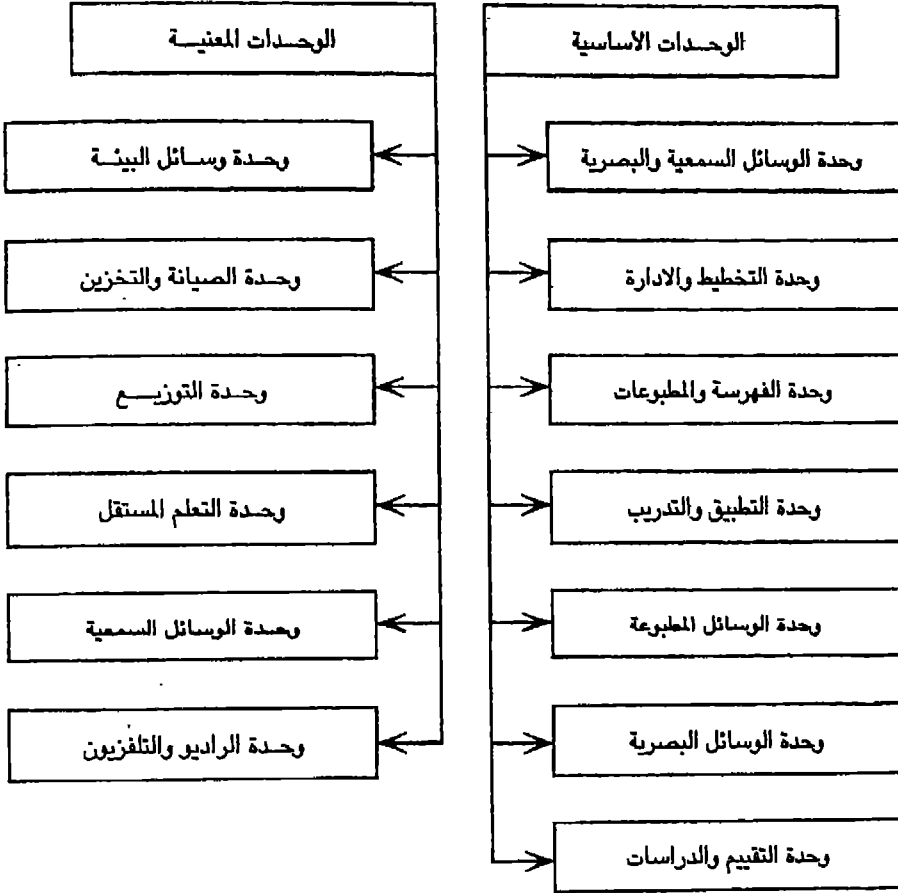 الوحدات الأساسية
وحدة الوسائل السمعية والبصرية
وحدة التخطيط والادارة
وحدة الفهرسة والمطبوعات
وحدة التطبيق والتدريب
وحدة الوسائل المطبوعة
وحدة الوسائل البصرية
وحدة التقييم والدراسات
الوحدات المعنية
وحدة وسائل البيئة
وحدة الصيانة والتخزين
وحدة التوزيع
وحدة التعلم المستقل
وحدة الوسائل السمعية
وحدة الراديو والتلفزيون